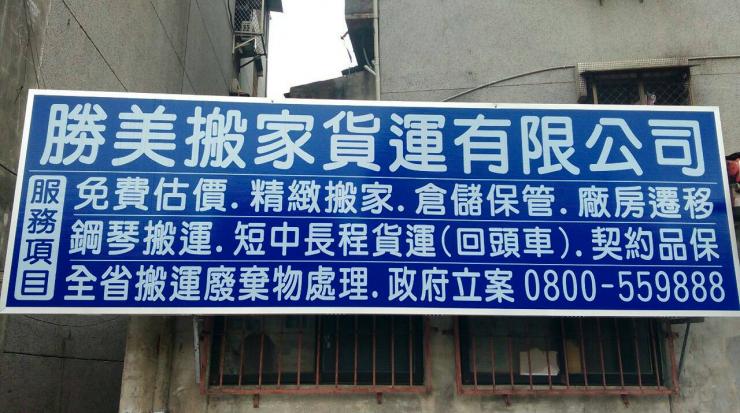 勝美搬家貨運有限公司
服務項目
免費估價.精緻搬家.倉儲保管.廠房遷移
鋼琴搬運.短中長程貨運(回頭車).契約品保
全省搬運廢棄物處理.政府立案 0800-559888